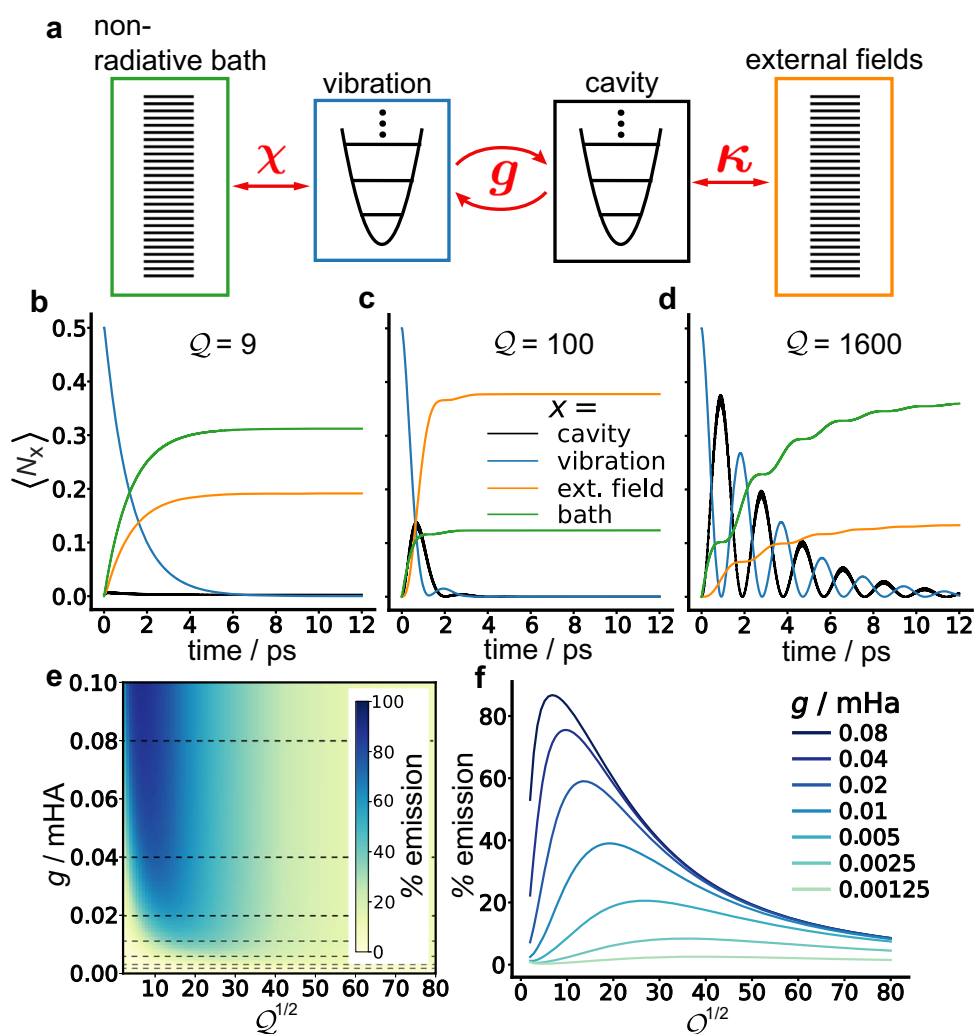 a
non-
radiative bath
vibration
cavity
external fields
χ
g
κ
b
c
d
𝒬 = 9
𝒬 = 100
𝒬 = 1600
⟨Nx⟩
0.5
0.4
0.3
0.2
0.1
0.0
x =
cavity
vibration
ext. field
bath
0 2 4 6 8 10 12
0 2 4 6 8 10 12
0 2 4 6 8 10 12
time / ps
time / ps
time / ps
e
g / mHA
0.10
0.08
0.06
0.04
0.02
0.00
100
80
60
40
20
0
% emission
10 20 30 40 50 60 70 80
𝒬1/2
f
% emission
80
60
40
20
0
g / mHa
0.08
0.04
0.02
0.01
0.005
0.0025
0.00125
0 10 20 30 40 50 60 70 80
𝒬1/2